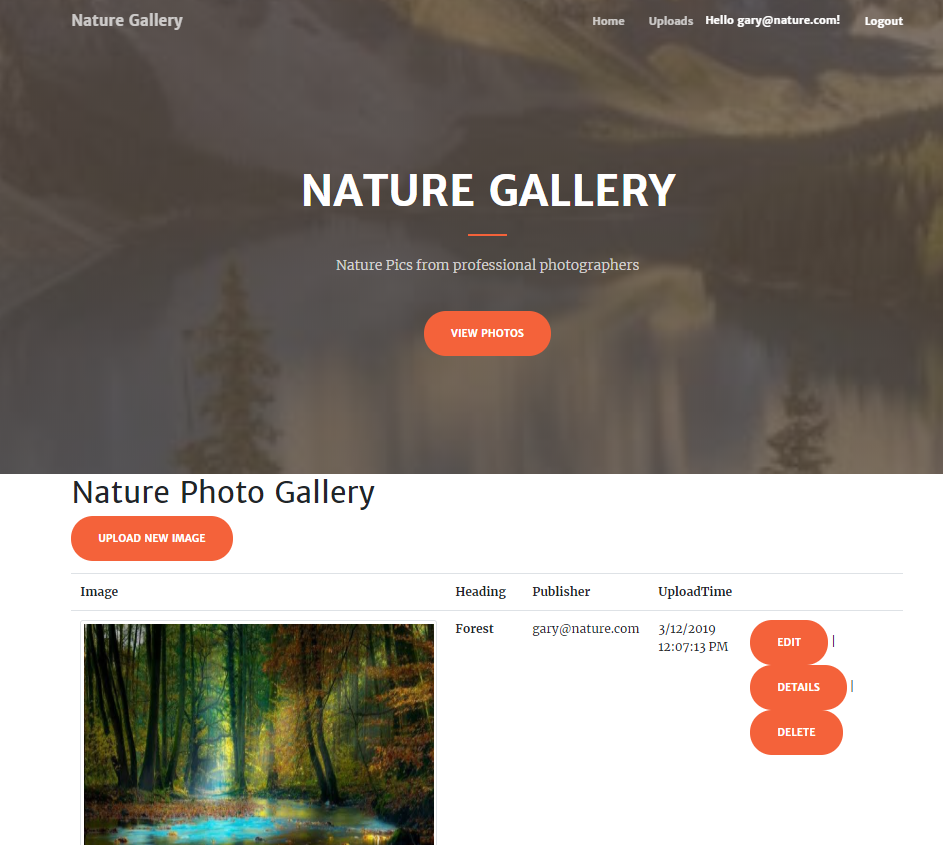 Nature Gallery
Home Uploads Hello gary@nature.com! Logout
NATURE GALLERY
Nature Pics from professional photographers
VIEW PHOTOS
Nature Photo Gallery
UPLOAD NEW IMAGE
Image Heading Publisher UploadTime
Forest gary@nature.com 3/12/2019
12:07:13 PM
EDIT |
DETAILS |
DELETE